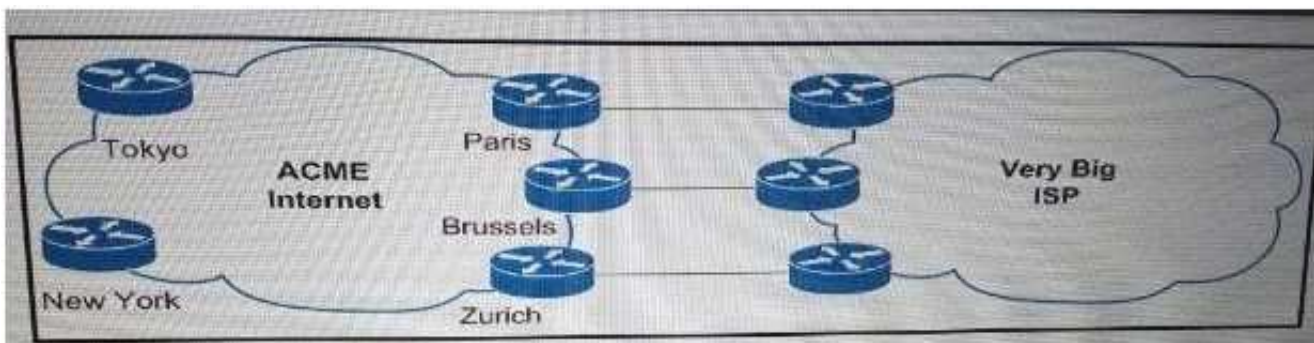 Tokyo
Paris
ACME
Internet
Very Big
ISP
Brussels
New York
Zurich